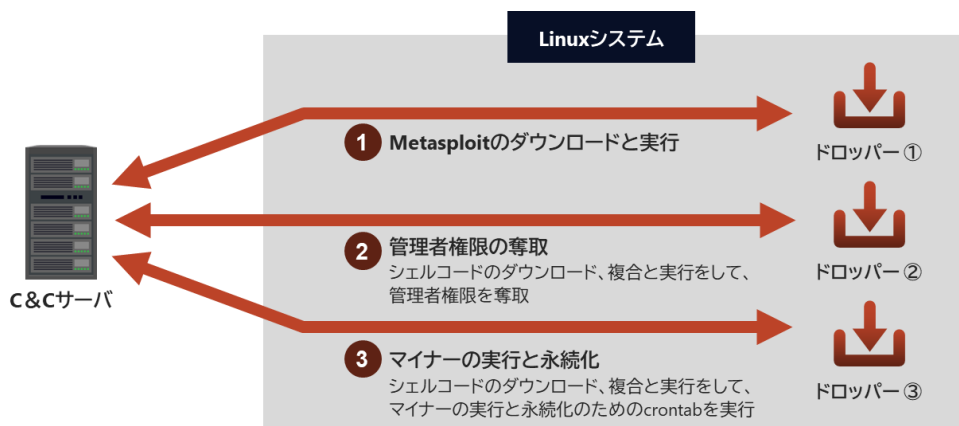 Linuxシステム
1 Metasploitのダウンロードと実行
ドロッパー①
2 管理者権限の奪取
シェルコードのダウンロード、複合と実行をして、
管理者権限を奪取
ドロッパー②
C&Cサーバ
3 マイナーの実行と永続化
シェルコードのダウンロード、複合と実行をして、
マイナーの実行と永続化のためのcrontabを実行
ドロッパー③